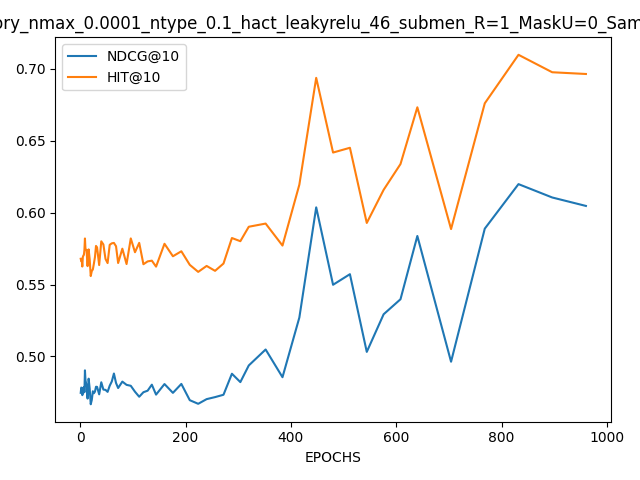 ory_nmax_0.0001_ntype_0.1_hact_leakyrelu_46_submen_R=1_MaskU=0_Sam
NDCG@10
HIT@10
0.70
0.65
0.60
0.55
0.50
0 200 400 600 800 1000
EPOCHS